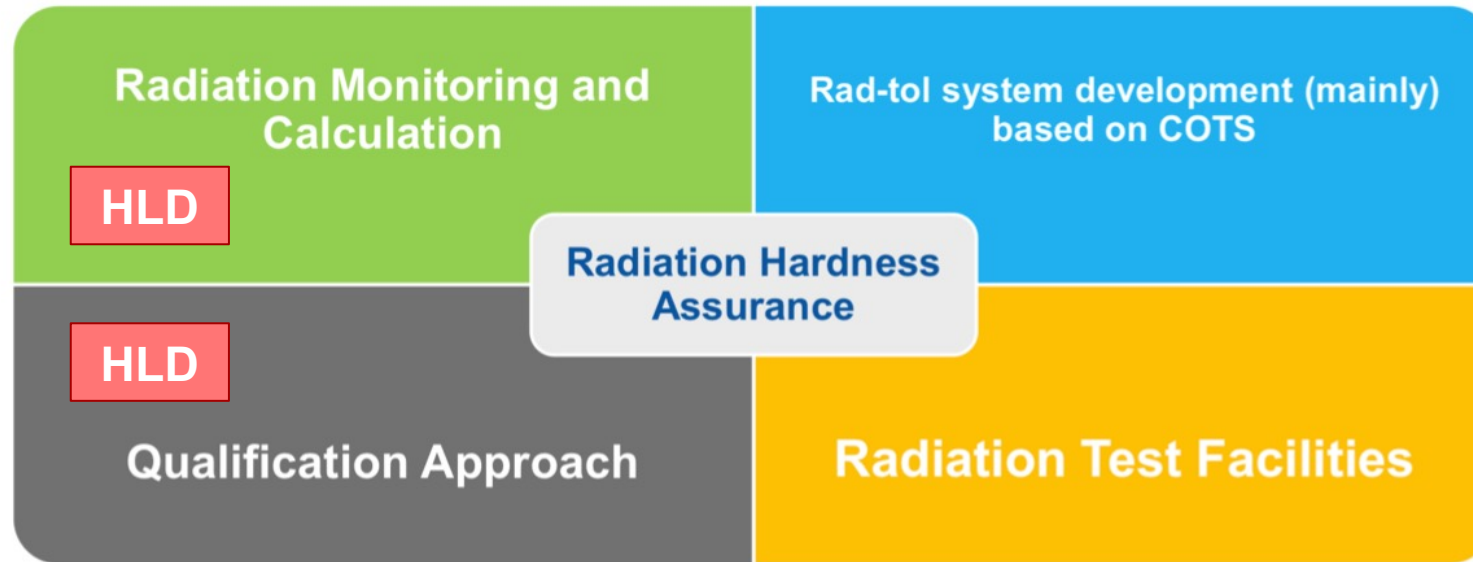 Radiation Monitoring and
Calculation
HLD
Rad-tol system development (mainly)
based on COTS
Radiation Hardness
Assurance
HLD
Qualification Approach
Radiation Test Facilities